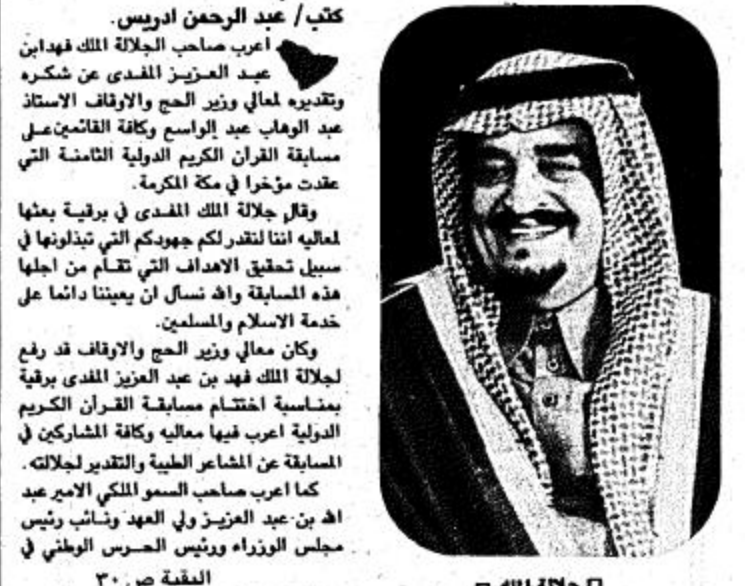 كتب/ عبد الرحمن ادريس.
اعرب صاحب الجلالة الملك فهد ابن
عبد العزيز المفدى عن شكره
وتقديره لمعالي وزير الحج والاوقاف الاستاذ
عبد الوهاب عبد الواسع وكافة القائمين على
مسابقة القرآن الكريم الدولية الثامنة التي
عقدت مؤخرا في مكة المكرمة.
وقال جلالة الملك المفدى في برقية بعثها
لمعاليه اننا لنقدر لكم جهودكم التي تبذلونها في
سبيل تحقيق الاهداف التي تقام من اجلها
هذه المسابقة والله نسأل ان يعيننا دائما على
خدمة الاسلام والمسلمين.
وكان معالي وزير الحج والاوقاف قد رفع
لجلالة الملك فهد بن عبد العزيز المفدى برقية
بمناسبة اختتام مسابقة القرآن الكريم
الدولية اعرب فيها معاليه وكافة المشاركين في
المسابقة عن المشاعر الطيبة والتقدير لجلالته.
كما اعرب صاحب السمو الملكي الامير عبد
الله بن عبد العزيز ولي العهد ونائب رئيس
مجلس الوزراء ورئيس الحرس الوطني في
البقية ص ٣٠